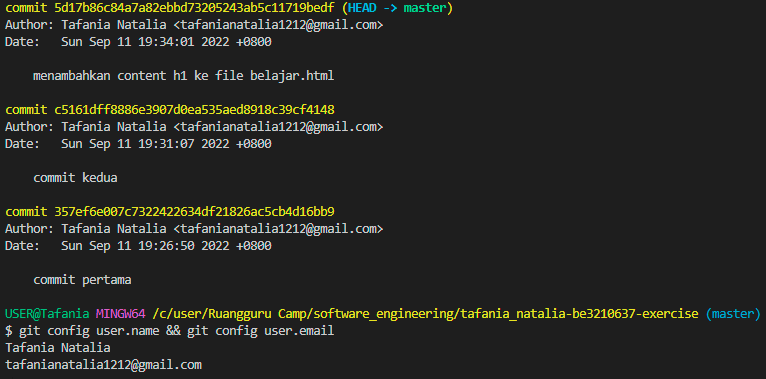 commit 5d17b86c84a7a82ebbd73205243ab5c11719bedf (HEAD -> master)
Author: Tafania Natalia <tafanianatalia1212@gmail.com>
Date:   Sun Sep 11 19:34:01 2022 +0800
    menambahkan content h1 ke file belajar.html
commit c5161dff8886e3907d0ea535aed8918c39cf4148
Author: Tafania Natalia <tafanianatalia1212@gmail.com>
Date:   Sun Sep 11 19:31:07 2022 +0800
    commit kedua
commit 357ef6e007c7322422634df21826ac5cb4d16bb9
Author: Tafania Natalia <tafanianatalia1212@gmail.com>
Date:   Sun Sep 11 19:26:50 2022 +0800
    commit pertama
USER@Tafania MINGW64 /c/user/Ruangguru Camp/software_engineering/tafania_natalia-be3210637-exercise (master)
$ git config user.name && git config user.email
Tafania Natalia
tafanianatalia1212@gmail.com